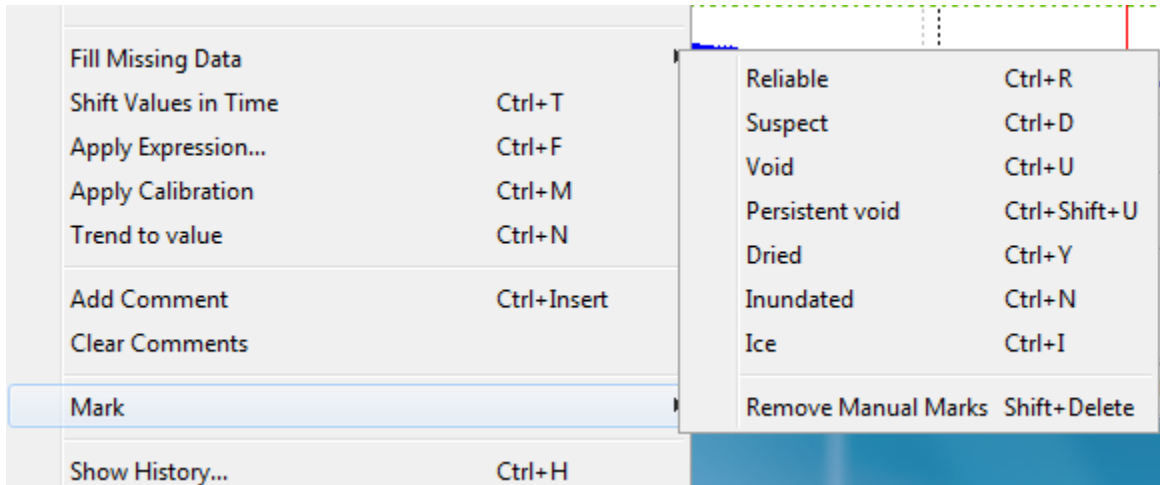 Fill Missing Data
Shift Values in Time Ctrl+T
Apply Expression... Ctrl+F
Apply Calibration Ctrl+M
Trend to value Ctrl+N
Add Comment Ctrl+Insert
Clear Comments
Mark
Show History... Ctrl+H
Reliable Ctrl+R
Suspect Ctrl+D
Void Ctrl+U
Persistent void Ctrl+Shift+U
Dried Ctrl+Y
Inundated Ctrl+N
Ice Ctrl+I
Remove Manual Marks Shift+Delete